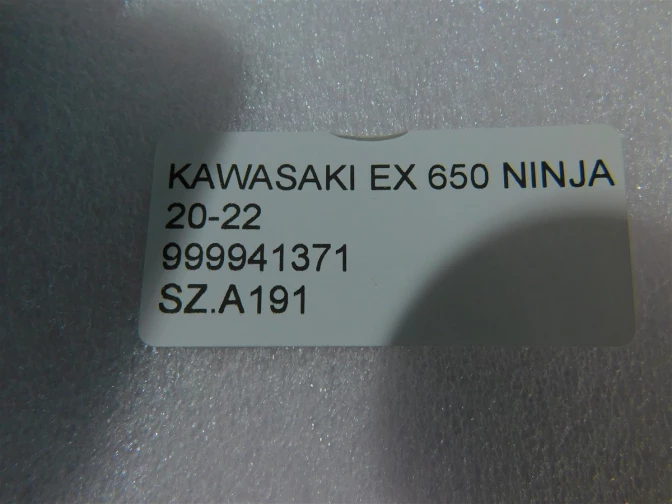 KAWASAKI EX 650 NINJA
20-22
999941371
SZ.A191